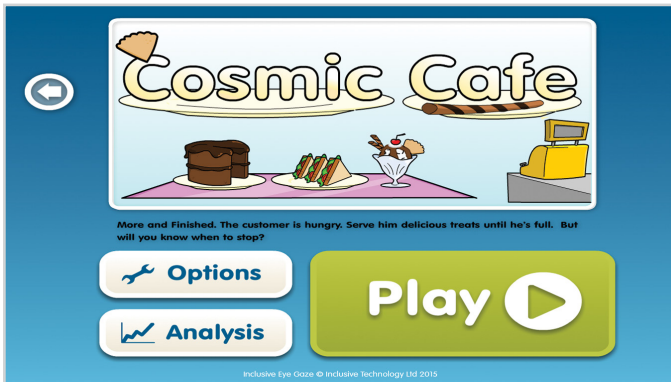 Cosmic Cafe
More and Finished. The customer is hungry. Serve him delicious treats until he's full. But
will you know when to stop?
Options
Play
Analysis
Inclusive Eye Gaze © Inclusive Technology Ltd 2015